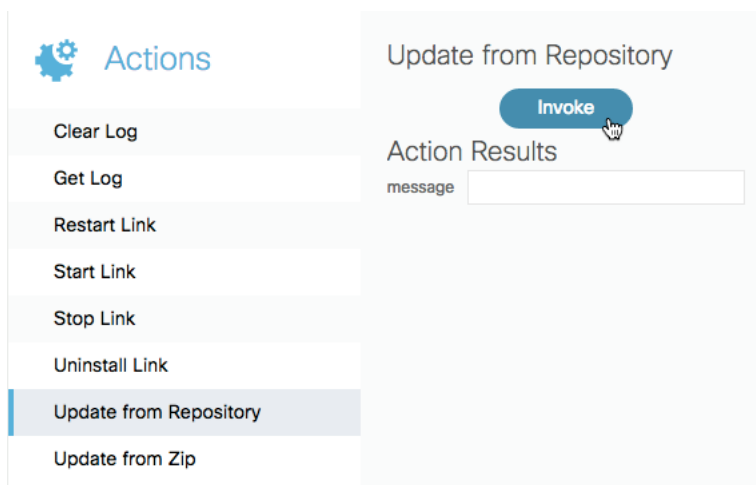 Actions
Clear Log
Get Log
Restart Link
Start Link
Stop Link
Uninstall Link
Update from Repository
Update from Zip
Update from Repository
Invoke
Action Results
message